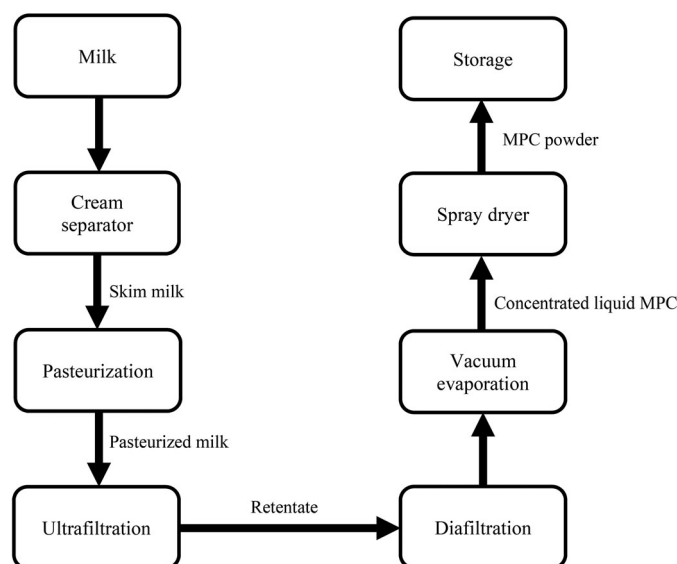 Milk
Cream
separator
Skim milk
Pasteurization
Pasteurized milk
Ultrafiltration
Retentate
Diafiltration
Vacuum
evaporation
Concentrated liquid MPC
Spray dryer
MPC powder
Storage